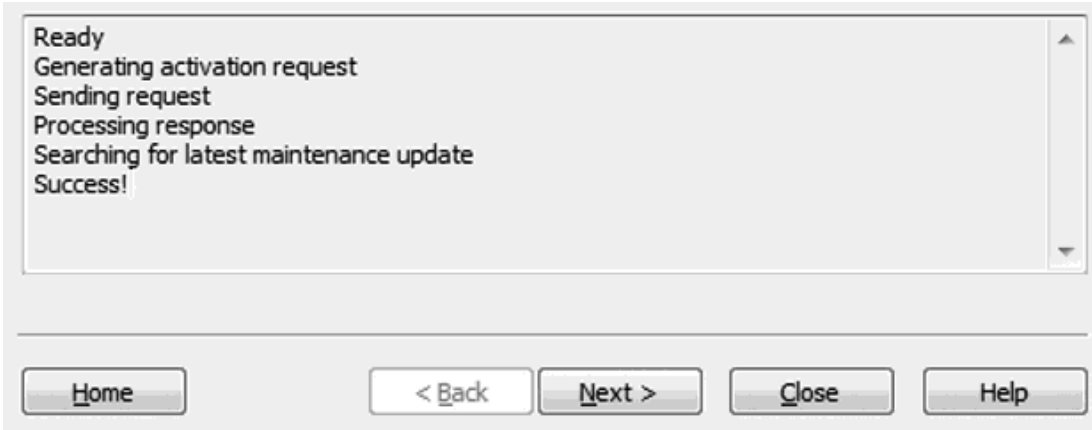 Ready
Generating activation request
Sending request
Processing response
Searching for latest maintenance update
Success!
Home
< Back
Next >
Close
Help